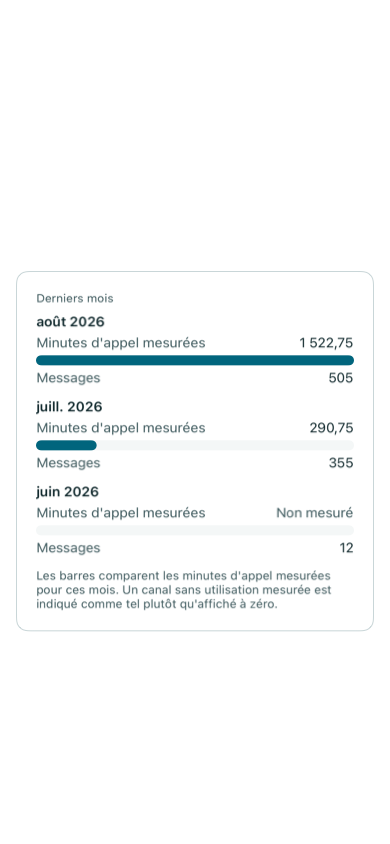 Derniers mois
août 2026
Minutes d'appel mesurées 1 522,75
Messages 505
juill. 2026
Minutes d'appel mesurées 290,75
Messages 355
juin 2026
Minutes d'appel mesurées Non mesuré
Messages 12
Les barres comparent les minutes d'appel mesurées
pour ces mois. Un canal sans utilisation mesurée est
indiqué comme tel plutôt qu'affiché à zéro.